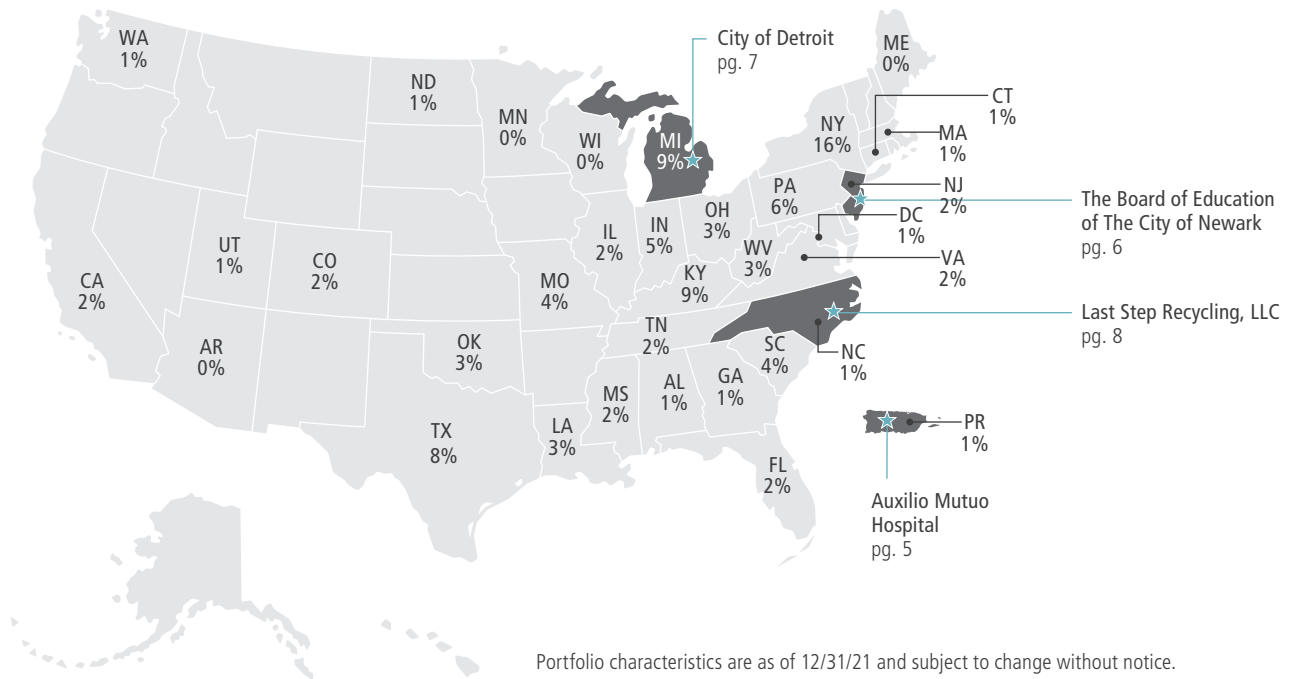 WA
1%
ND
1%
MN
0%
WI
0%
MI
9%
City of Detroit
pg. 7
ME
0%
NY
16%
CT
1%
MA
1%
NJ
2%
PA
6%
DC
1%
VA
2%
The Board of Education
of The City of Newark
pg. 6
OH
3%
IN
5%
IL
2%
WV
3%
KY
9%
UT
1%
CO
2%
CA
2%
MO
4%
AR
0%
OK
3%
TN
2%
SC
4%
NC
1%
Last Step Recycling, LLC
pg. 8
GA
1%
AL
1%
MS
2%
LA
3%
TX
8%
FL
2%
PR
1%
Auxilio Mutuo
Hospital
pg. 5
Portfolio characteristics are as of 12/31/21 and subject to change without notice.